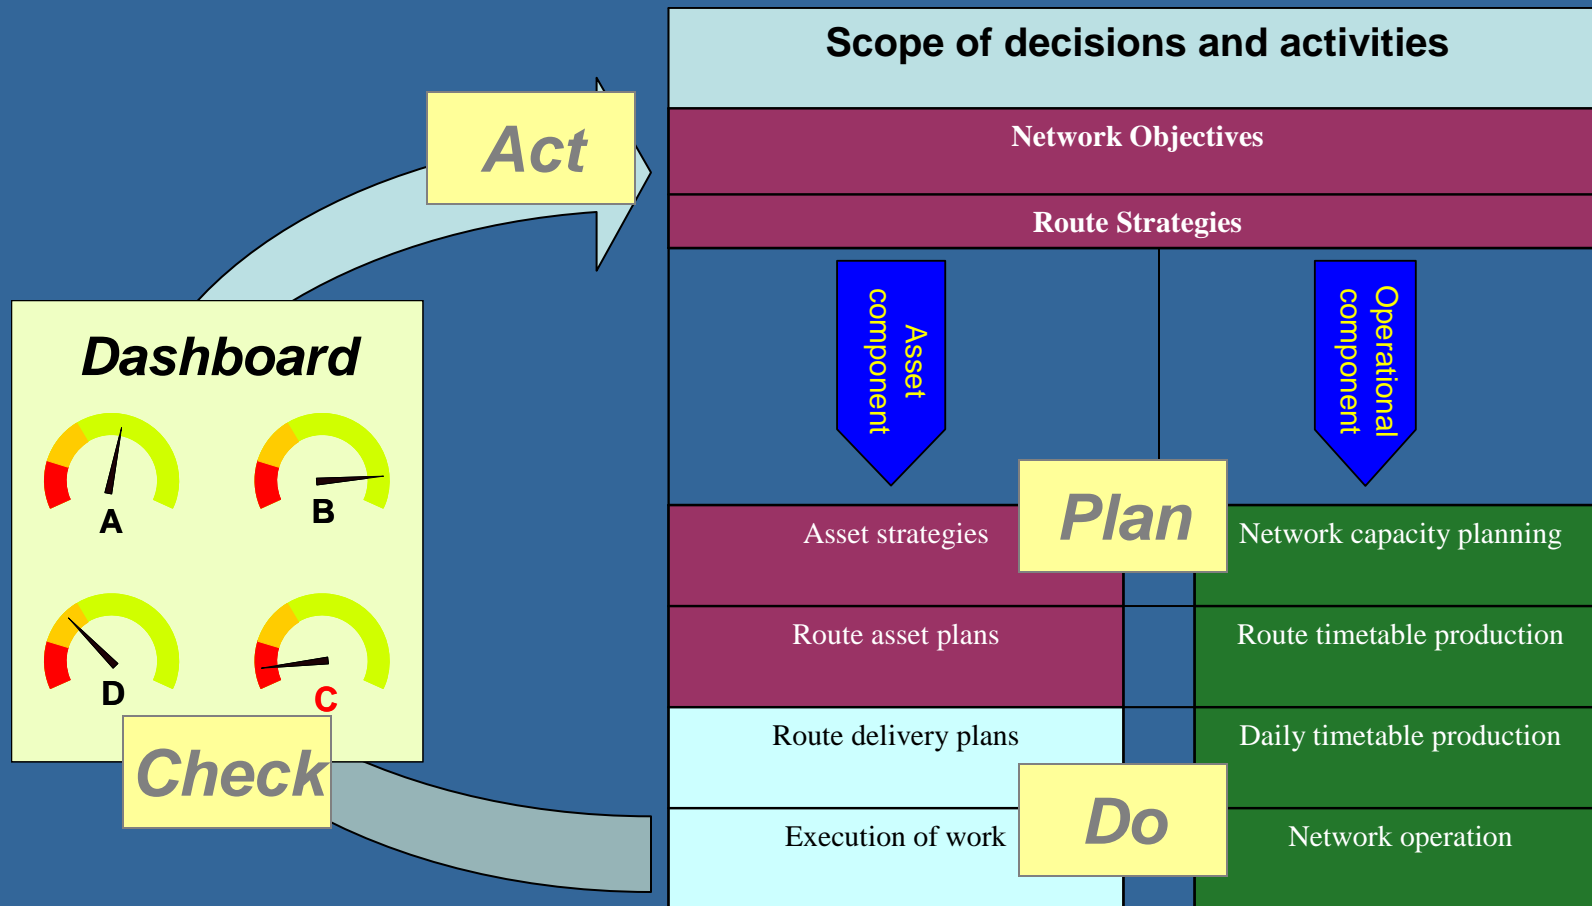 Scope of decisions and activities
Act
Network Objectives
Route Strategies
Asset
component
Operational
component
Dashboard
A
B
D
C
Check
Plan
Asset strategies
Network capacity planning
Route asset plans
Route timetable production
Route delivery plans
Daily timetable production
Do
Execution of work
Network operation